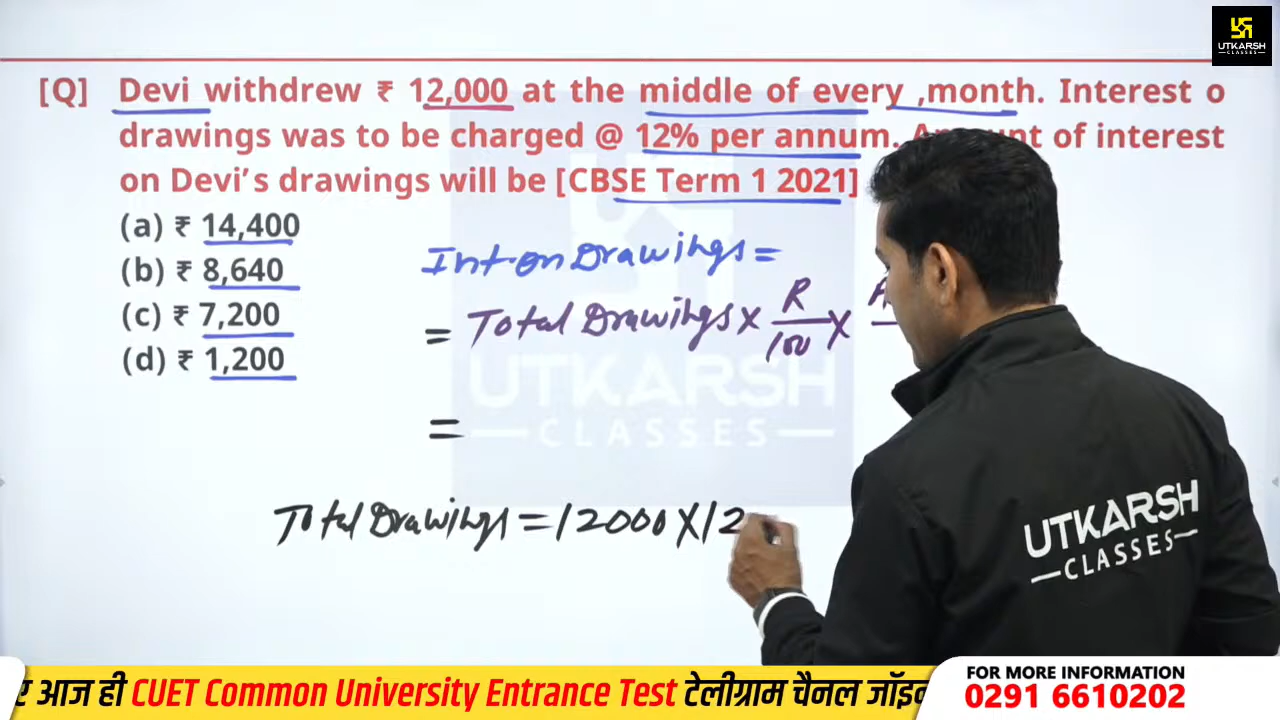 UTKARSH
CLASSES
[Q] Devi withdrew ₹ 12,000 at the middle of every ,month. Interest o
drawings was to be charged @ 12% per annum. of interest
on Devi's drawings will be [CBSE Term 1 2021]
(a) ₹ 14,400
(b) ₹ 8,640
(c) ₹ 7,200
(d) ₹ 1,200
Int. on Drawings =
= Total Drawings × R/100 ×
=
Total Drawings = 12000 × 12
UTKARSH
CLASSES
UTKARSH
CLASSES
आज ही CUET Common University Entrance Test टेलीग्राम चैनल
FOR MORE INFORMATION
0291 6610202